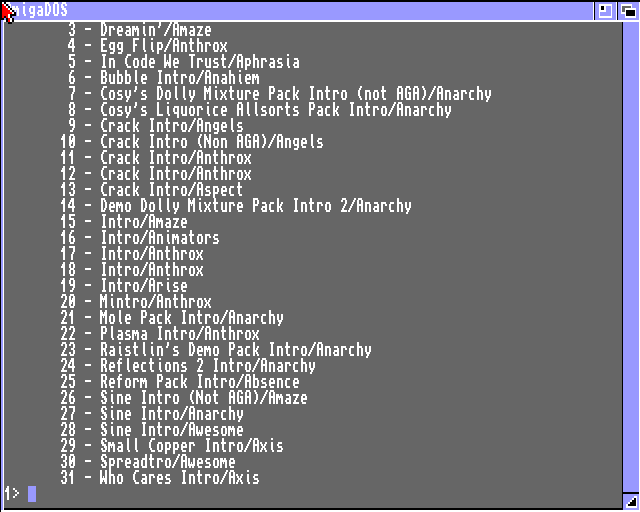 migaDOS
3 - Dreamin'/Amaze
4 - Egg Flip/Anthrox
5 - In Code We Trust/Aphrasia
6 - Bubble Intro/Anahiem
7 - Cosy's Dolly Mixture Pack Intro (not AGA)/Anarchy
8 - Cosy's Liquorice Allsorts Pack Intro/Anarchy
9 - Crack Intro/Angels
10 - Crack Intro (Non AGA)/Angels
11 - Crack Intro/Anthrox
12 - Crack Intro/Anthrox
13 - Crack Intro/Aspect
14 - Demo Dolly Mixture Pack Intro 2/Anarchy
15 - Intro/Amaze
16 - Intro/Animators
17 - Intro/Anthrox
18 - Intro/Anthrox
19 - Intro/Arise
20 - Mintro/Anthrox
21 - Mole Pack Intro/Anarchy
22 - Plasma Intro/Anthrox
23 - Raistlin's Demo Pack Intro/Anarchy
24 - Reflections 2 Intro/Anarchy
25 - Reform Pack Intro/Absence
26 - Sine Intro (Not AGA)/Amaze
27 - Sine Intro/Anarchy
28 - Sine Intro/Awesome
29 - Small Copper Intro/Axis
30 - Spreadtro/Awesome
31 - Who Cares Intro/Axis
1>